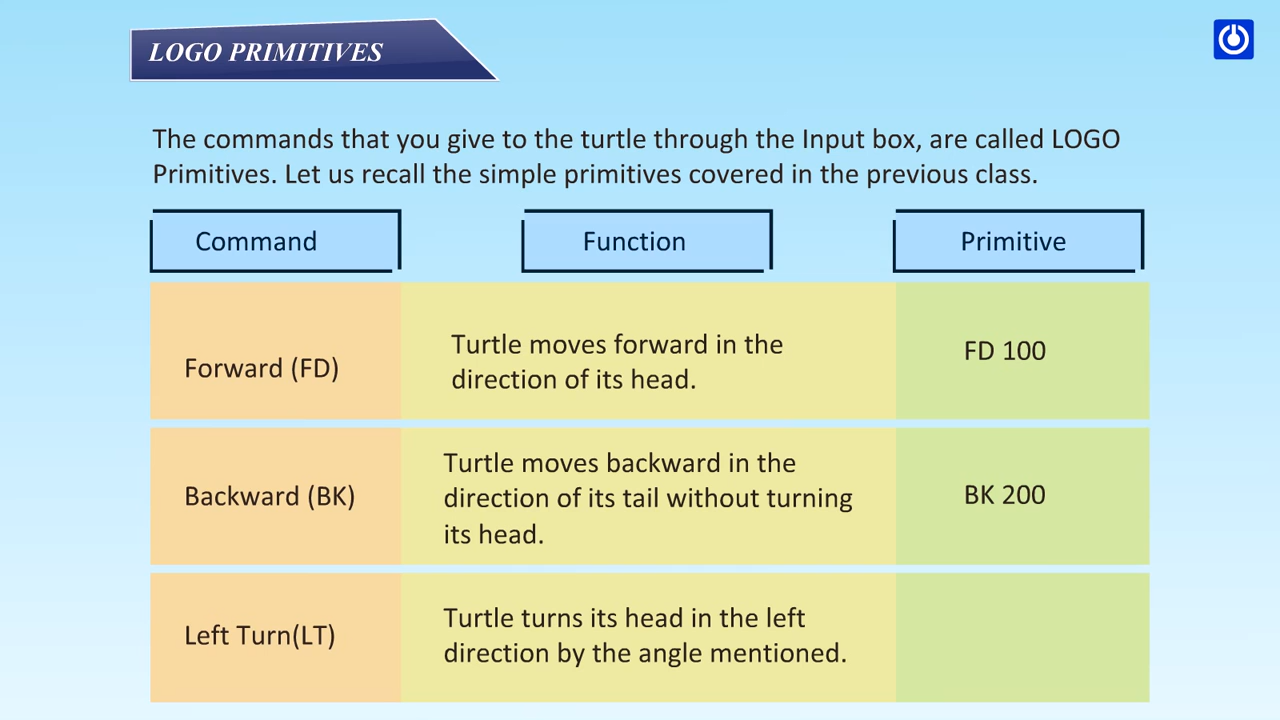 LOGO PRIMITIVES
The commands that you give to the turtle through the Input box, are called LOGO
Primitives. Let us recall the simple primitives covered in the previous class.
Command
Function
Primitive
Forward (FD)
Turtle moves forward in the
direction of its head.
FD 100
Backward (BK)
Turtle moves backward in the
direction of its tail without turning
its head.
BK 200
Left Turn(LT)
Turtle turns its head in the left
direction by the angle mentioned.